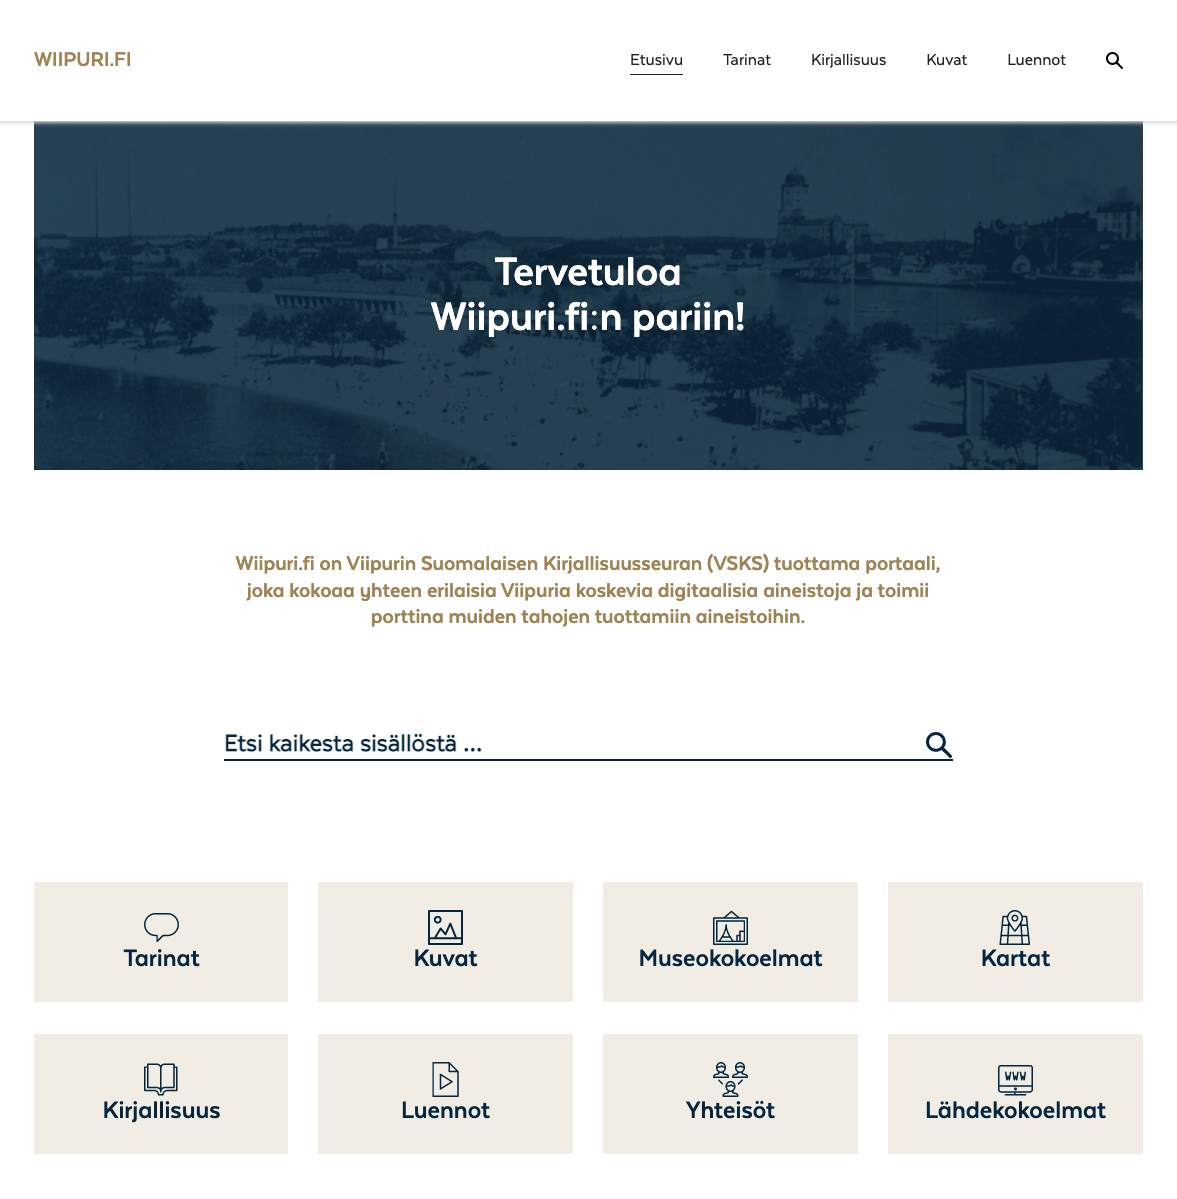 WIIPURI.FI
Etusivu Tarinat Kirjallisuus Kuvat Luennot
Tervetuloa
Wiipuri.fi:n pariin!
Wiipuri.fi on Viipurin Suomalaisen Kirjallisuusseuran (VSKS) tuottama portaali,
joka kokoaa yhteen erilaisia Viipuria koskevia digitaalisia aineistoja ja toimii
porttina muiden tahojen tuottamiin aineistoihin.
Etsi kaikesta sisällöstä ...
Tarinat
Kuvat
Museokokoelmat
Kartat
Kirjallisuus
Luennot
Yhteisöt
WWW
Lähdekokoelmat